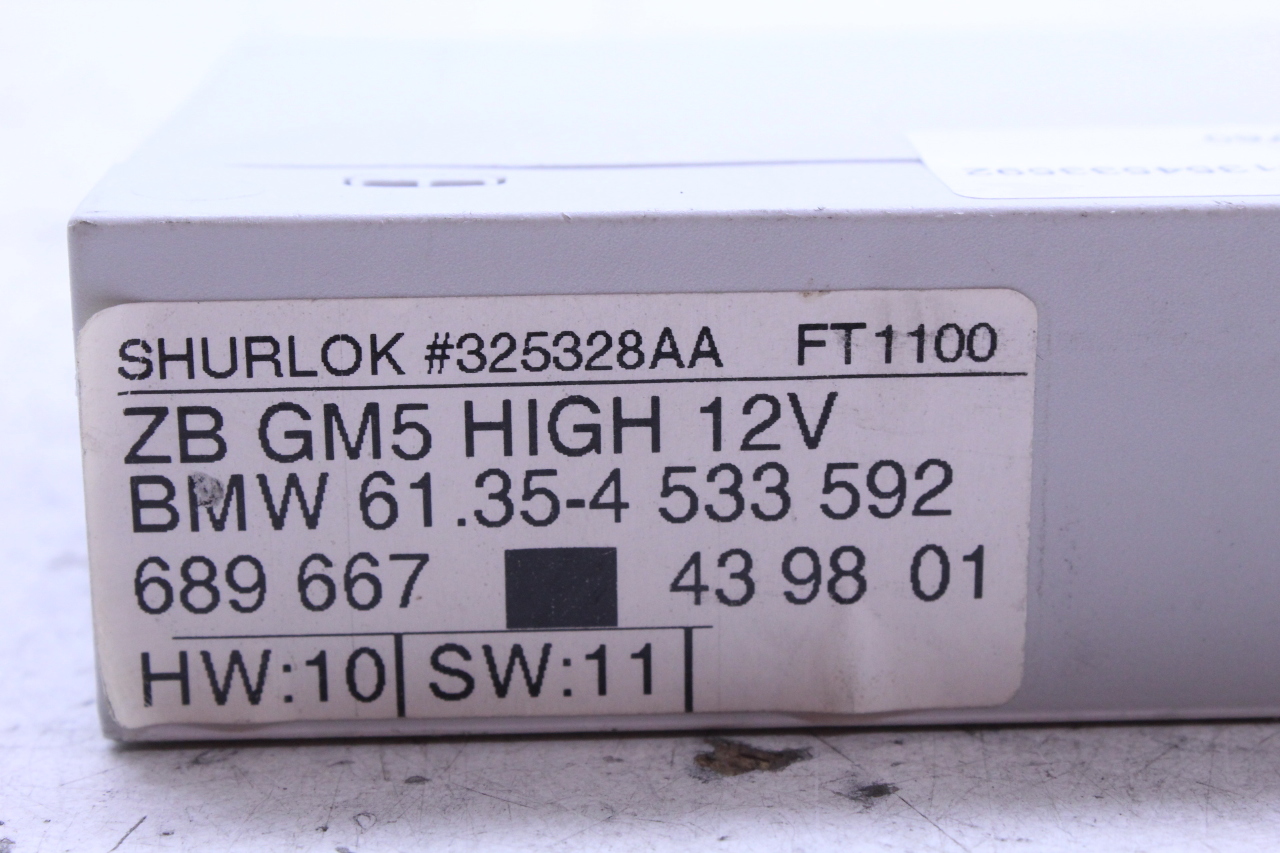 SHURLOK #325328AA FT1100
ZB GM5 HIGH 12V
BMW 61.35-4 533 592
689 667 43 98 01
HW:10 SW:11